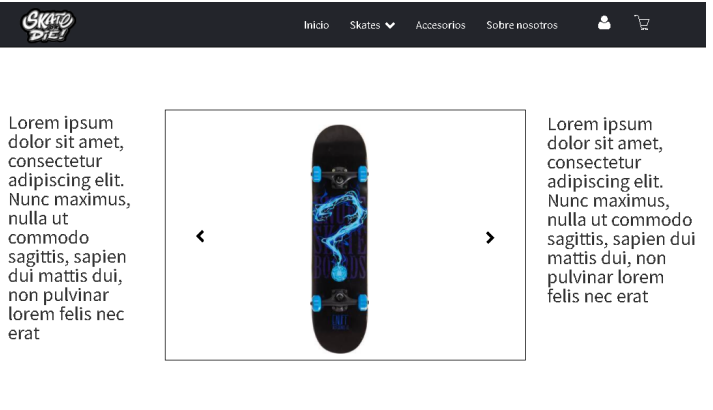 SKATE
OR
DIE!
Inicio
Skates
Accesorios
Sobre nosotros
Lorem ipsum
dolor sit amet,
consectetur
adipiscing elit.
Nunc maximus,
nulla ut
commodo
sagittis, sapien
dui mattis dui,
non pulvinar
lorem felis nec
erat
Lorem ipsum
dolor sit amet,
consectetur
adipiscing elit.
Nunc maximus,
nulla ut commodo
sagittis, sapien dui
mattis dui, non
pulvinar lorem
felis nec erat
SKATE
BOARDS